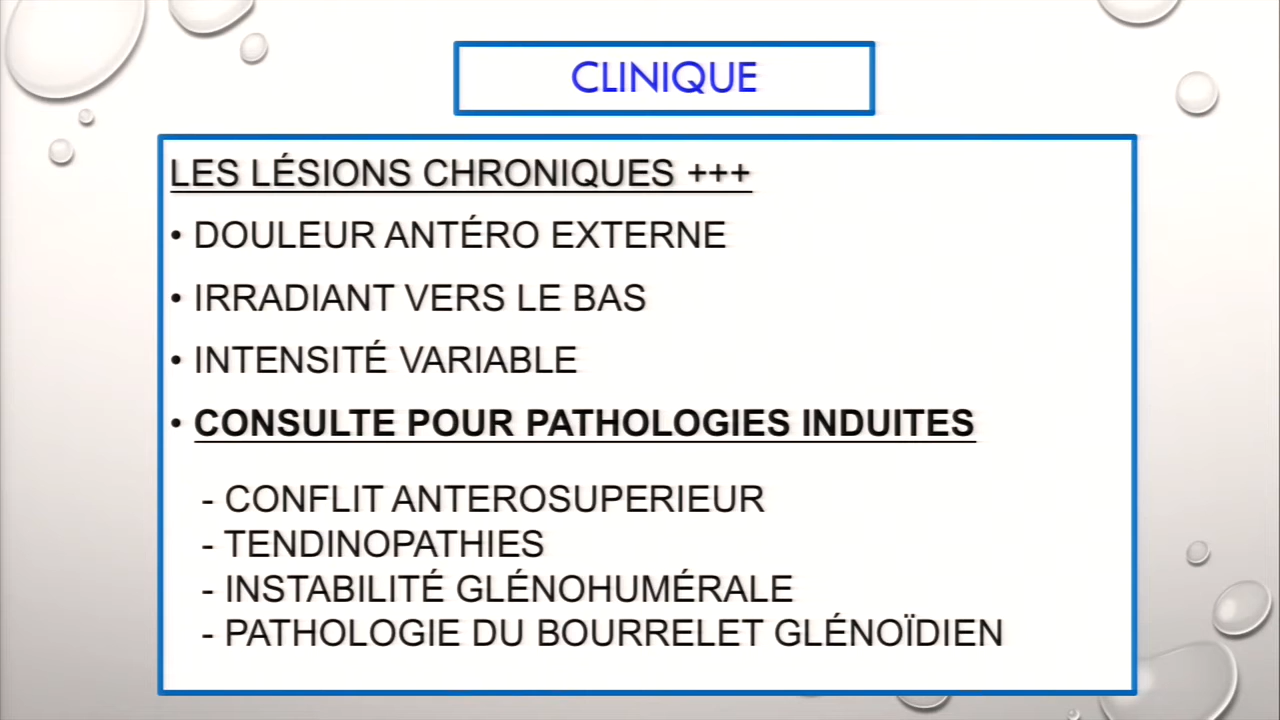 CLINIQUE
LES LÉSIONS CHRONIQUES +++
• DOULEUR ANTÉRO EXTERNE
• IRRADIANT VERS LE BAS
• INTENSITÉ VARIABLE
• CONSULTE POUR PATHOLOGIES INDUITES
- CONFLIT ANTEROSUPERIEUR
- TENDINOPATHIES
- INSTABILITÉ GLÉNOHUMÉRALE
- PATHOLOGIE DU BOURRELET GLÉNOÏDIEN